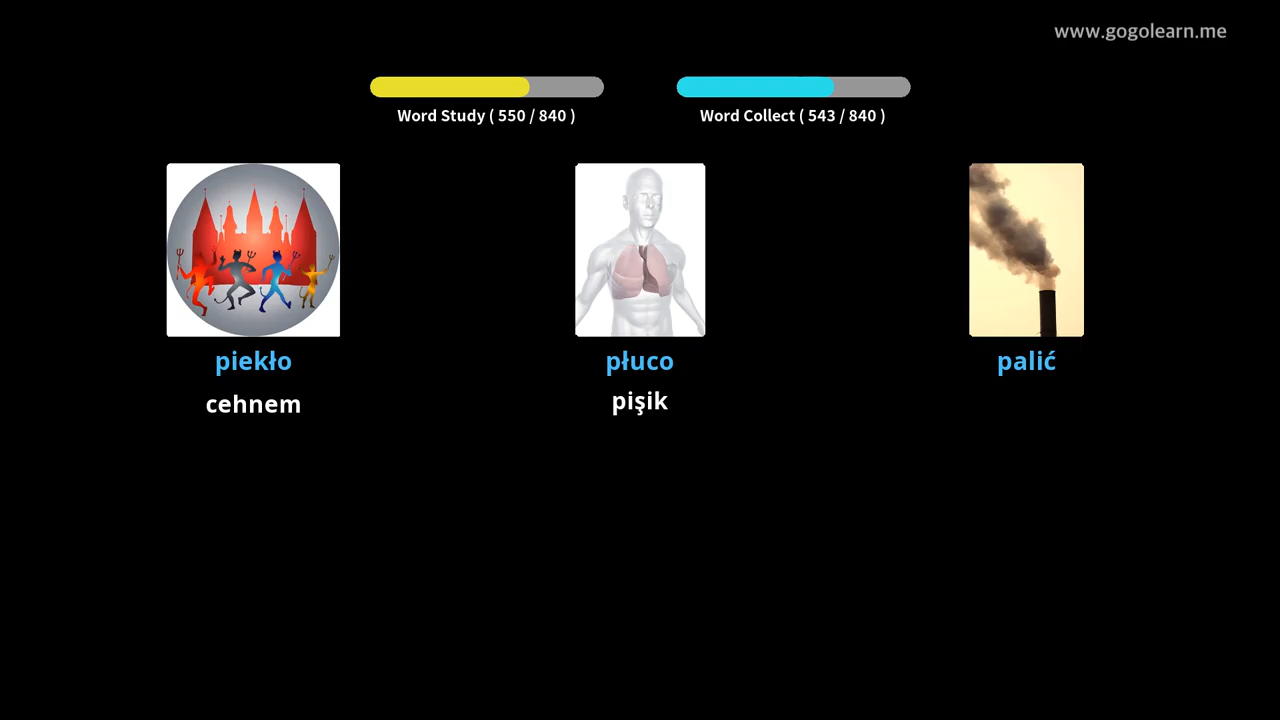 www.gogolearn.me
Word Study ( 550 / 840 )
Word Collect ( 543 / 840 )
piekło
płuco
palić
cehnem
pişik